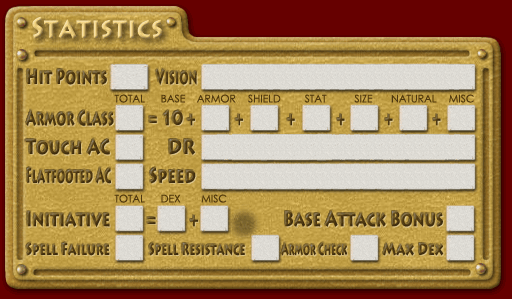 STATISTICS
HIT POINTS VISION
TOTAL BASE ARMOR SHIELD STAT SIZE NATURAL MISC
ARMOR CLASS = 10 + + + + + +
TOUCH AC DR
FLATFOOTED AC SPEED
TOTAL DEX MISC
INITIATIVE = + BASE ATTACK BONUS
SPELL FAILURE SPELL RESISTANCE ARMOR CHECK MAX DEX